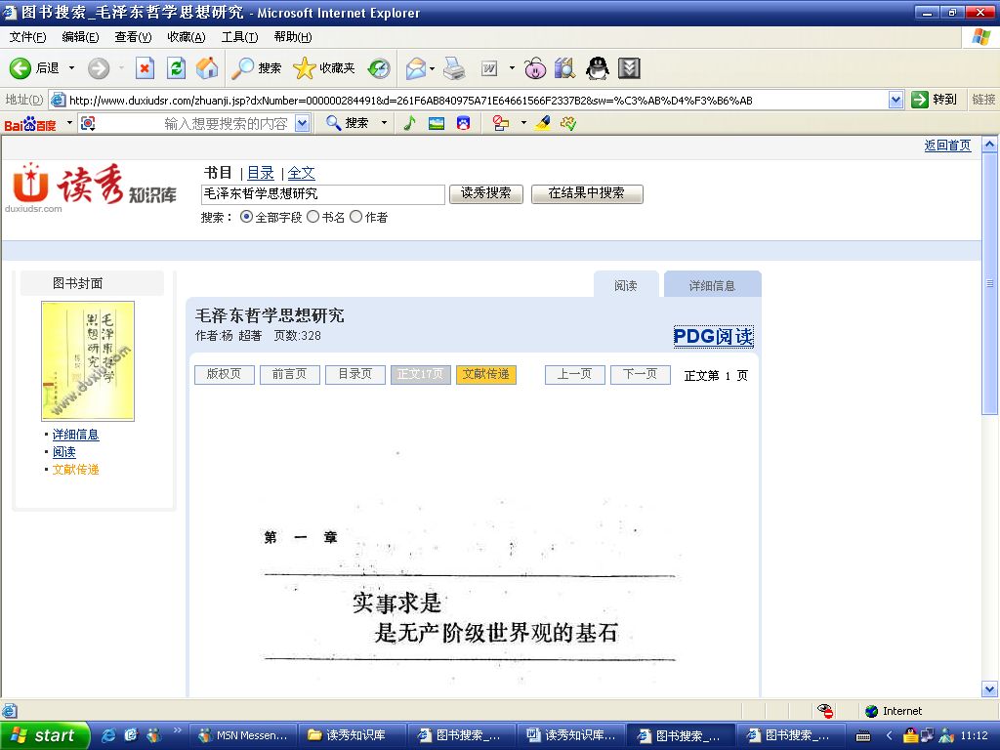 图书搜索_毛泽东哲学思想研究 - Microsoft Internet Explorer
文件(F) 编辑(E) 查看(V) 收藏(A) 工具(T) 帮助(H)
后退 搜索 收藏夹
地址(D) http://www.duxiudsr.com/zhuanji.jsp?dxNumber=000000284491&d=261F6AB840975A71E64661566F2337B2&sw=%C3%AB%D4%F3%B6%AB 转到 链接
Bai百度 输入想要搜索的内容 搜索
返回首页
读秀知识库
duxiudsr.com
书目 | 目录 | 全文
毛泽东哲学思想研究 读秀搜索 在结果中搜索
搜索： 全部字段 书名 作者
图书封面
毛泽东哲学
思想研究
www.duxiu.com
· 详细信息
· 阅读
· 文献传递
阅读 详细信息
毛泽东哲学思想研究
作者:杨 超著 页数:328
PDG阅读
版权页 前言页 目录页 正文17页 文献传递 上一页 下一页 正文第 1 页
第 一 章
实事求是
是无产阶级世界观的基石
Internet
start MSN Messen... 读秀知识库 图书搜索_... 读秀知识库... 图书搜索_... 图书搜索_... 11:12